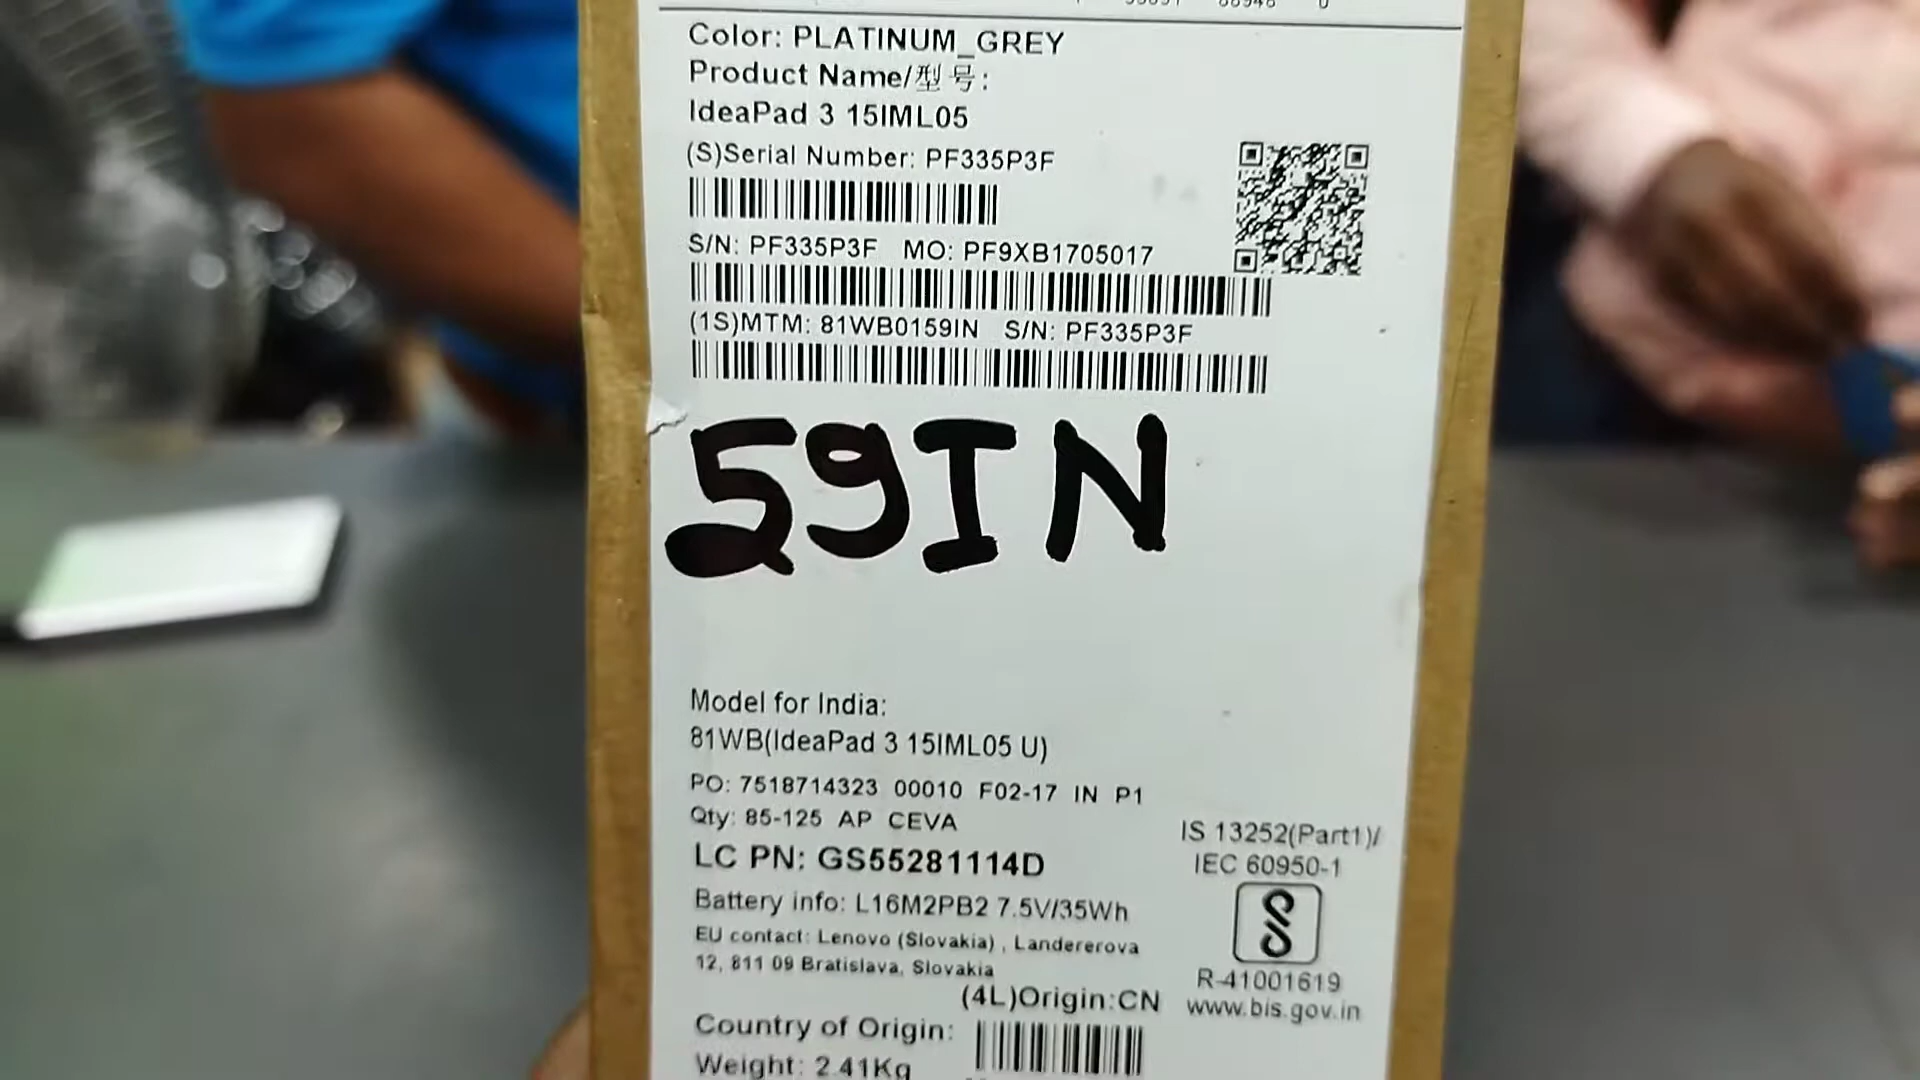 Color: PLATINUM_GREY
Product Name/型号:
IdeaPad 3 15IML05
(S)Serial Number: PF335P3F
S/N: PF335P3F MO: PF9XB1705017
(1S)MTM: 81WB0159IN S/N: PF335P3F
59IN
Model for India:
81WB(IdeaPad 3 15IML05 U)
PO: 7518714323 00010 F02-17 IN P1
Qty: 85-125 AP CEVA
LC PN: GS55281114D
Battery info: L16M2PB2 7.5V/35Wh
EU contact: Lenovo (Slovakia) , Landererova
12, 811 09 Bratislava, Slovakia
IS 13252(Part1)/
IEC 60950-1
R-41001619
www.bis.gov.in
(4L)Origin:CN
Country of Origin:
Weight: 2.41Kg